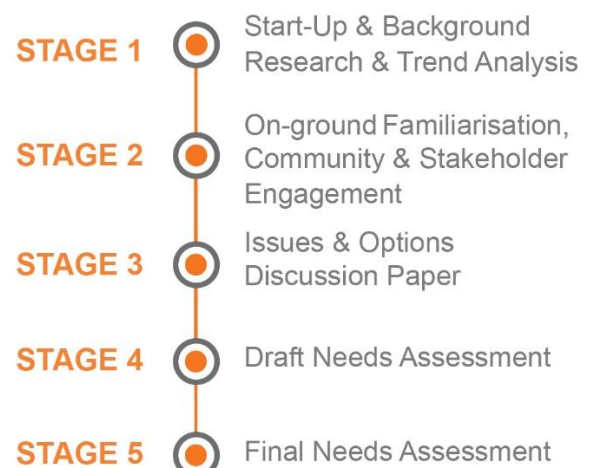 STAGE 1
Start-Up & Background
Research & Trend Analysis
STAGE 2
On-ground Familiarisation,
Community & Stakeholder
Engagement
STAGE 3
Issues & Options
Discussion Paper
STAGE 4
Draft Needs Assessment
STAGE 5
Final Needs Assessment